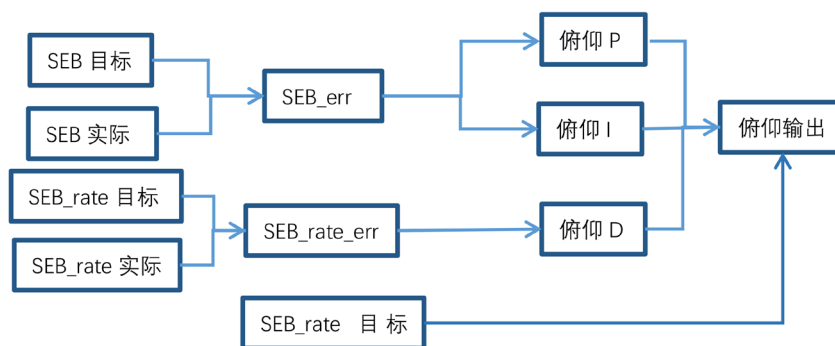 SEB 目标
SEB 实际
SEB_rate 目标
SEB_rate 实际
SEB_err
SEB_rate_err
SEB_rate 目 标
俯仰 P
俯仰 I
俯仰 D
俯仰输出